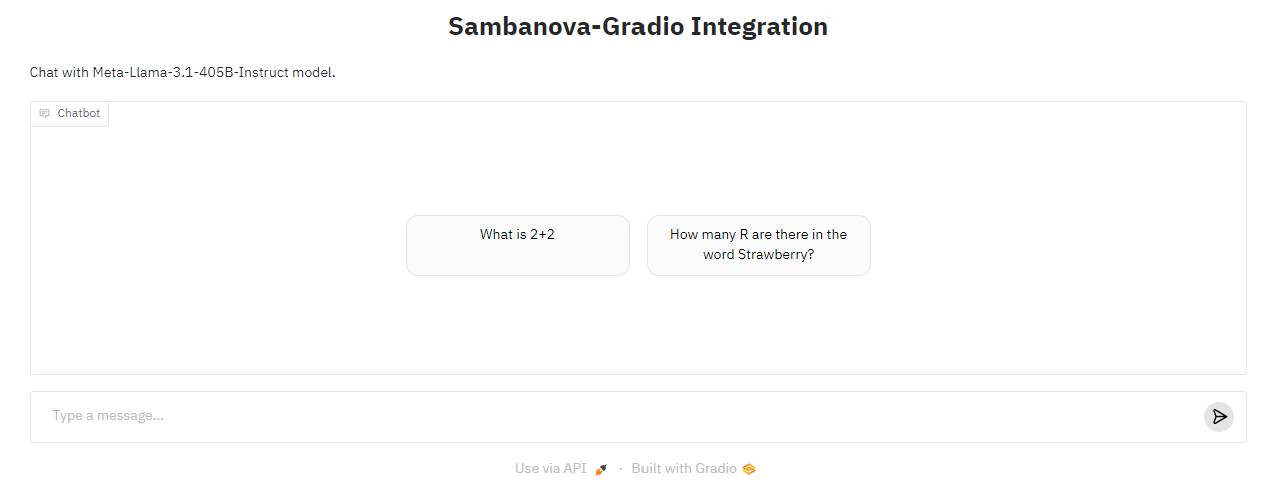 Sambanova-Gradio Integration
Chat with Meta-Llama-3.1-405B-Instruct model.
Chatbot
What is 2+2
How many R are there in the
word Strawberry?
Type a message...
Use via API · Built with Gradio